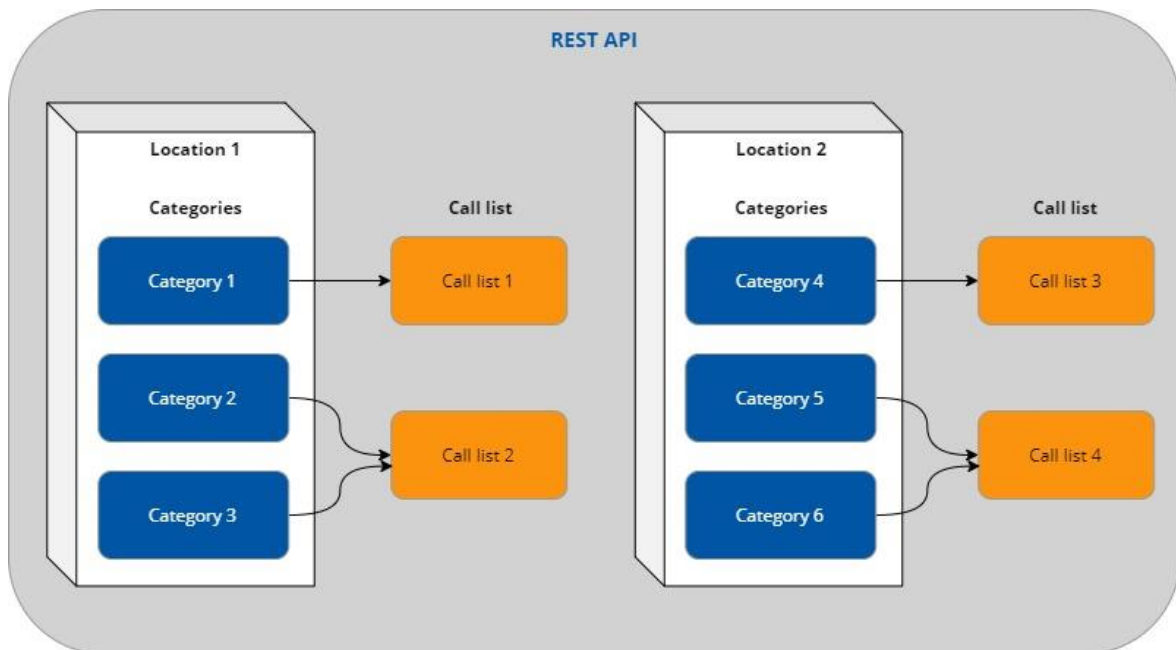 REST API
Location 1
Categories
Call list
Category 1
Call list 1
Category 2
Call list 2
Category 3
Location 2
Categories
Call list
Category 4
Call list 3
Category 5
Call list 4
Category 6